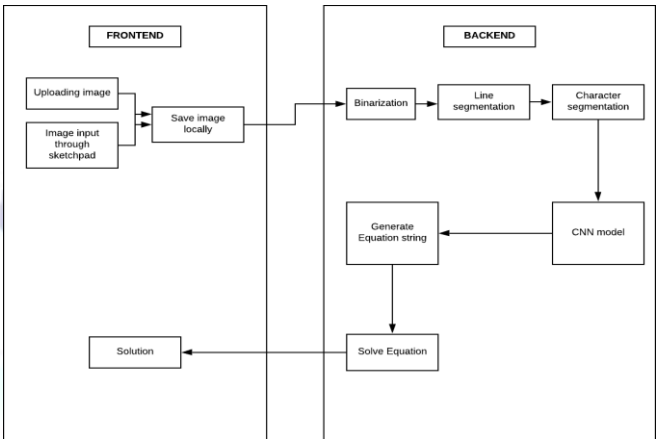 FRONTEND
BACKEND
Uploading image
Image input
through
sketchpad
Save image
locally
Binarization
Line
segmentation
Character
segmentation
CNN model
Generate
Equation string
Solve Equation
Solution